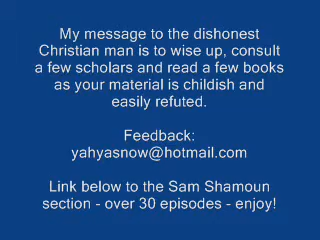 My message to the dishonest
Christian man is to wise up, consult
a few scholars and read a few books
as your material is childish and
easily refuted.
Feedback:
yahyasnow@hotmail.com
Link below to the Sam Shamoun
section - over 30 episodes - enjoy!